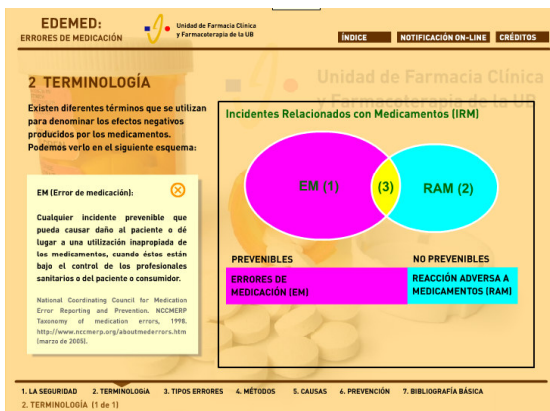 EDEMED:
ERRORES DE MEDICACIÓN
Unidad de Farmacia Clínica
y Farmacoterapia de la UB
ÍNDICE
NOTIFICACIÓN ON-LINE
CRÉDITOS
Unidad de Farmacia Clínica
y Farmacoterapia de la UB
2 TERMINOLOGÍA
Existen diferentes términos que se utilizan
para denominar los efectos negativos
producidos por los medicamentos.
Podemos verlo en el siguiente esquema:
EM (Error de medicación):
Cualquier incidente prevenible que
pueda causar daño al paciente o dé
lugar a una utilización inapropiada de
los medicamentos, cuando éstos están
bajo el control de los profesionales
sanitarios o del paciente o consumidor.
National Coordinating Council for Medication
Error Reporting and Prevention. NCCMERP
Taxonomy of medication errors, 1998.
http://www.nccmerp.org/aboutmederrors.htm
(marzo de 2005).
Incidentes Relacionados con Medicamentos (IRM)
EM (1)
(3)
RAM (2)
PREVENIBLES
NO PREVENIBLES
ERRORES DE
MEDICACIÓN (EM)
REACCIÓN ADVERSA A
MEDICAMENTOS (RAM)
1. LA SEGURIDAD
2. TERMINOLOGÍA
3. TIPOS ERRORES
4. MÉTODOS
5. CAUSAS
6. PREVENCIÓN
7. BIBLIOGRAFÍA BÁSICA
2. TERMINOLOGÍA (1 de 1)